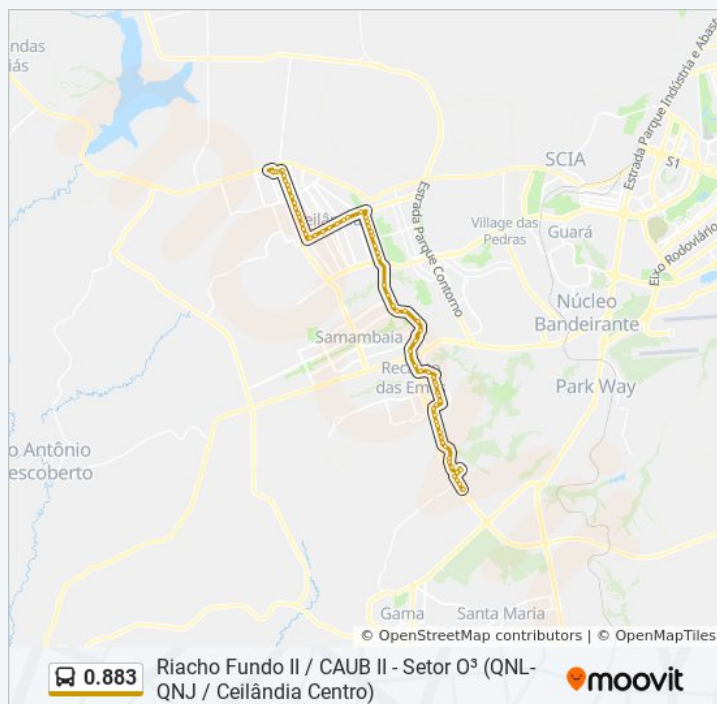 ndas
iás
SCIA
S1
Estrada Parque Indústria e Abas
Estrada Parque Contorno
Village das
Pedras
Guará
Eixo Rodoviário
Núcleo
Bandeirante
Samambaia
das Em
Park Way
o Antônio
escoberto
Gama
Santa Maria
© OpenStreetMap contributors | © OpenMapTiles
0.883
Riacho Fundo II / CAUB II - Setor O³ (QNL-
QNJ / Ceilândia Centro)
moovit